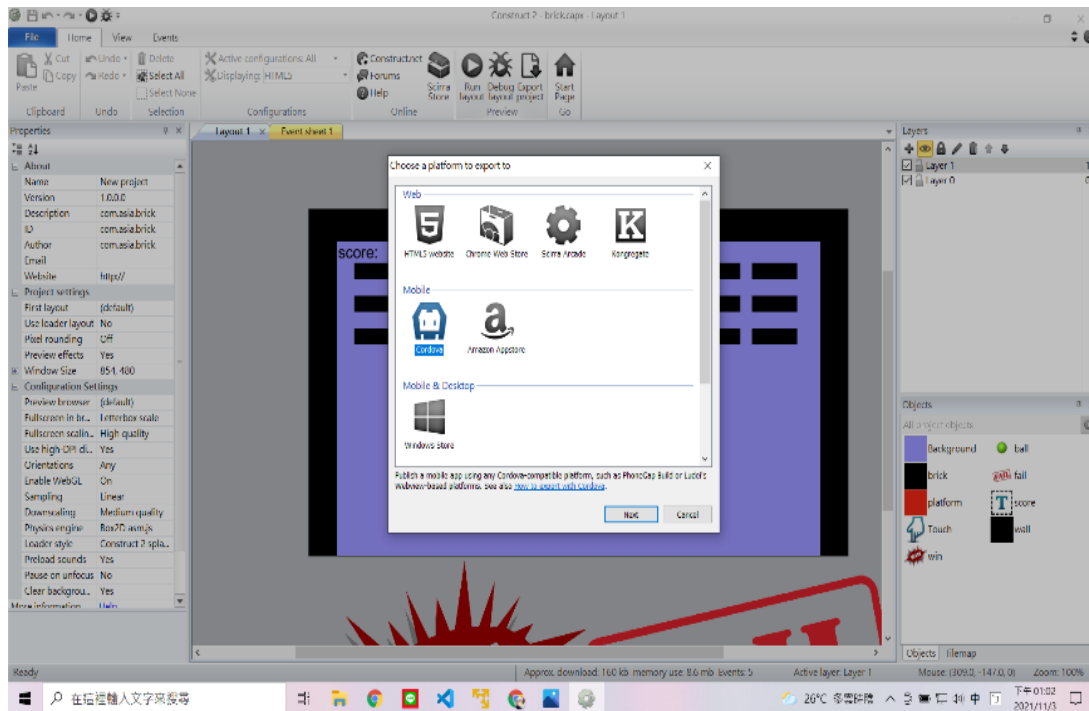 Construct 2 - brick.capx - Layout 1
File Home View Events
Paste
Cut
Copy
Clipboard
Undo
Redo
Undo
Delete
Select All
Select None
Selection
Active configurations: All
Displaying: HTML5
Configurations
Construct.net
Forums
Help
Scirra Store
Online
Run layout
Debug layout
Export project
Preview
Start Page
Go
Properties
About
Name New project
Version 1.0.0.0
Description com.asia.brick
ID com.asia.brick
Author com.asia.brick
Email
Website http://
Project settings
First layout (default)
Use loader layout No
Pixel rounding Off
Preview effects Yes
Window Size 854, 480
Configuration Settings
Preview browser (default)
Fullscreen in br... Letterbox scale
Fullscreen scalin... High quality
Use high-DPI di... Yes
Orientations Any
Enable WebGL On
Sampling Linear
Downscaling Medium quality
Physics engine Box2D asm.js
Loader style Construct 2 spla...
Preload sounds Yes
Pause on unfocus No
Clear backgrou... Yes
More information Help
Layout 1 Event sheet 1
score:
Choose a platform to export to
Web
HTML5 website Chrome Web Store Scirra Arcade Kongregate
Mobile
Cordova Amazon Appstore
Mobile & Desktop
Windows Store
Publish a mobile app using any Cordova-compatible platform, such as PhoneGap Build or Ludei's
Webview-based platforms. See also How to export with Cordova.
Next Cancel
Layers
Layer 1 1
Layer 0 0
Objects
All project objects
Background ball
brick fail
platform score
Touch wall
win
Objects Tilemap
Ready
Approx. download: 160 kb memory use: 8.6 mb Events: 5
Active layer: Layer 1
Mouse: (309.0, -147.0, 0)
Zoom: 100%
在這裡輸入文字來搜尋
26°C 多雲時陰
中
下午 01:02
2021/11/3